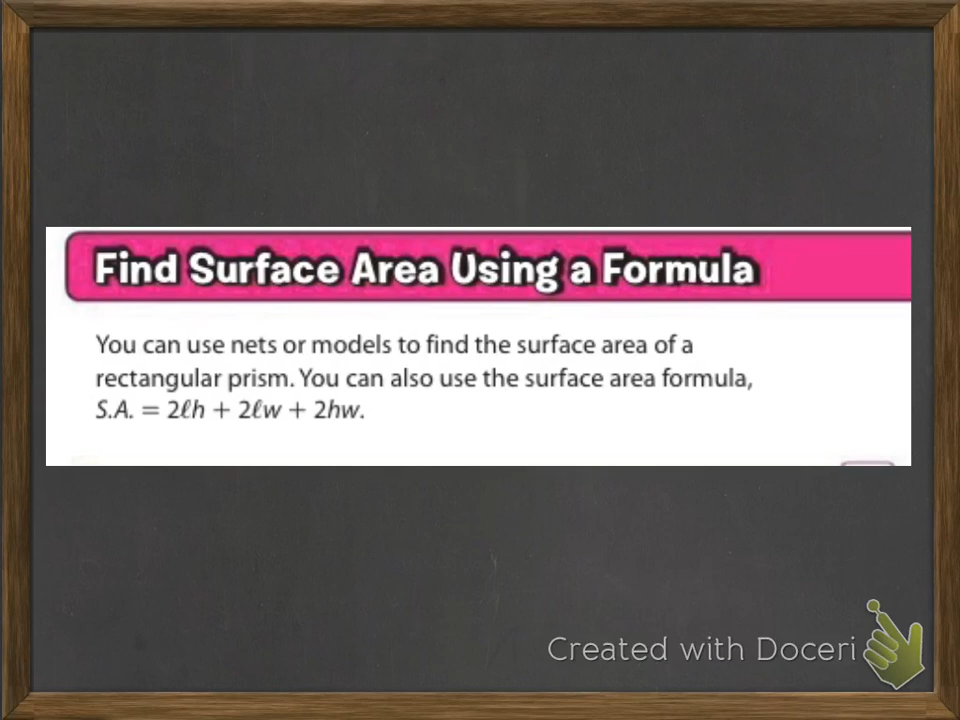 Find Surface Area Using a Formula
You can use nets or models to find the surface area of a
rectangular prism. You can also use the surface area formula,
S.A. = 2ℓh + 2ℓw + 2hw.
Created with Doceri